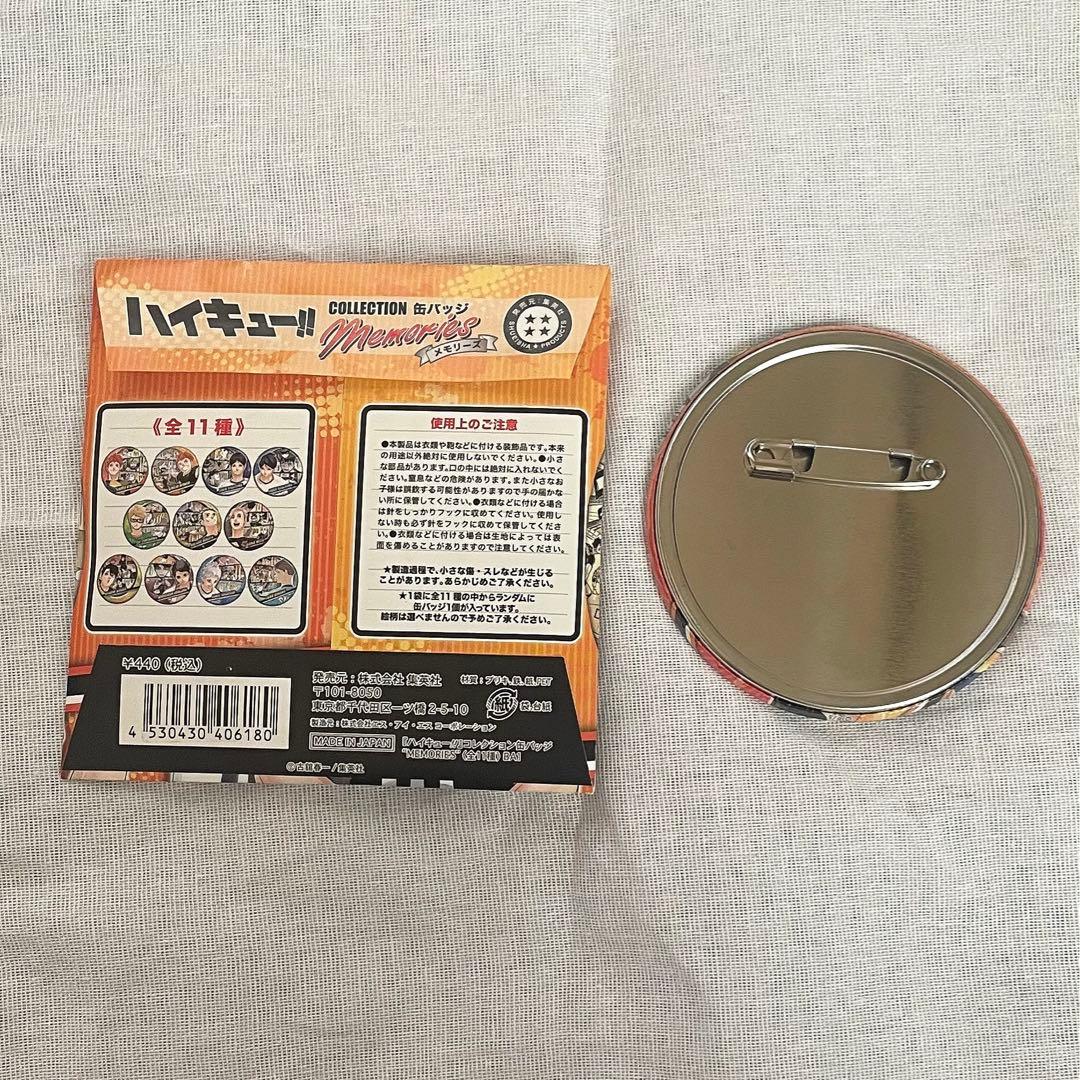 ハイキュー!!
COLLECTION 缶バッジ
Memories
メモリーズ
発売元:集英社
SHUEISHA ★ PRODUCTS
《全11種》
使用上のご注意
●本製品は衣類や鞄などに付ける装飾品です。本来
の用途以外絶対に使用しないでください。●小さ
な部品があります。口の中には絶対に入れないでく
ださい。窒息などの危険があります。また小さなお
子様は誤飲する可能性がありますので手の届かな
い所に保管してください。●衣類などに付ける場合
は針をしっかりフックに収めてください。使用し
ない時も必ず針をフックに収めて保管してくださ
い。●衣類などに付ける場合は生地によっては表
面を傷めることがありますので注意してください。
★製造過程で、小さな傷・スレなどが生じる
ことがあります。あらかじめご了承ください。
★1袋に全11種の中からランダムに
缶バッジ1個が入っています。
絵柄は選べませんので予めご了承ください。
¥440(税込)
4 530430 406180
発売元:株式会社 集英社
〒101-8050
東京都千代田区一ツ橋2-5-10
製造元:株式会社エス・アイ・エス コーポレーション
MADE IN JAPAN
『ハイキュー!!』コレクション缶バッジ
"MEMORIES"(全11種) BA1
材質:ブリキ、鉄、紙、PET
紙
袋、台紙
©古舘春一/集英社